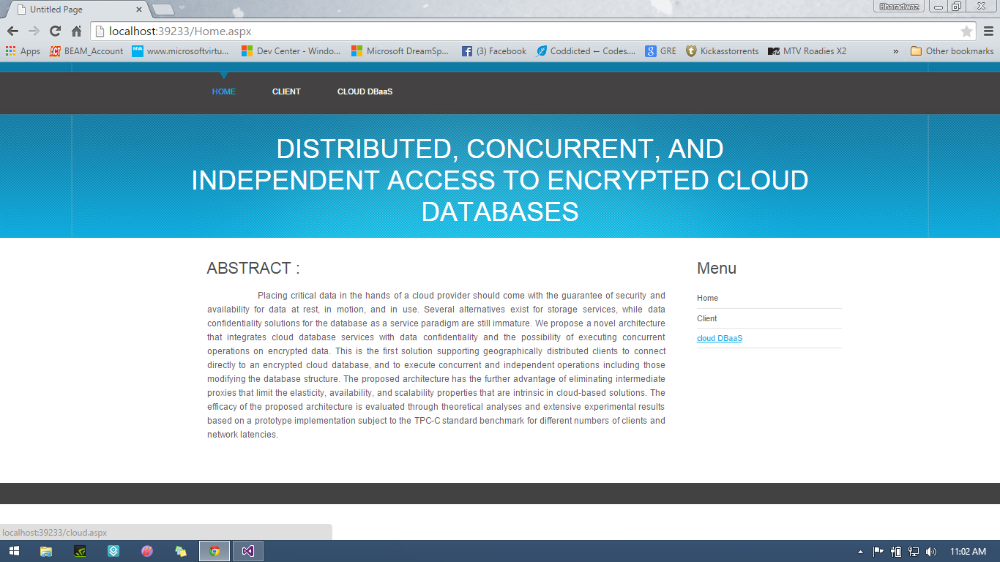 Untitled Page
Bharadwaz
localhost:39233/Home.aspx
Apps
BEAM_Account
www.microsoftvirtu...
Dev Center - Windo...
Microsoft DreamSp...
(3) Facebook
Coddicted ← Codes....
GRE
Kickasstorrents
MTV Roadies X2
»
Other bookmarks
HOME
CLIENT
CLOUD DBaaS
DISTRIBUTED, CONCURRENT, AND
INDEPENDENT ACCESS TO ENCRYPTED CLOUD
DATABASES
ABSTRACT :
Placing critical data in the hands of a cloud provider should come with the guarantee of security and
availability for data at rest, in motion, and in use. Several alternatives exist for storage services, while data
confidentiality solutions for the database as a service paradigm are still immature. We propose a novel architecture
that integrates cloud database services with data confidentiality and the possibility of executing concurrent
operations on encrypted data. This is the first solution supporting geographically distributed clients to connect
directly to an encrypted cloud database, and to execute concurrent and independent operations including those
modifying the database structure. The proposed architecture has the further advantage of eliminating intermediate
proxies that limit the elasticity, availability, and scalability properties that are intrinsic in cloud-based solutions. The
efficacy of the proposed architecture is evaluated through theoretical analyses and extensive experimental results
based on a prototype implementation subject to the TPC-C standard benchmark for different numbers of clients and
network latencies.
Menu
Home
Client
cloud DBaaS
localhost:39233/cloud.aspx
11:02 AM